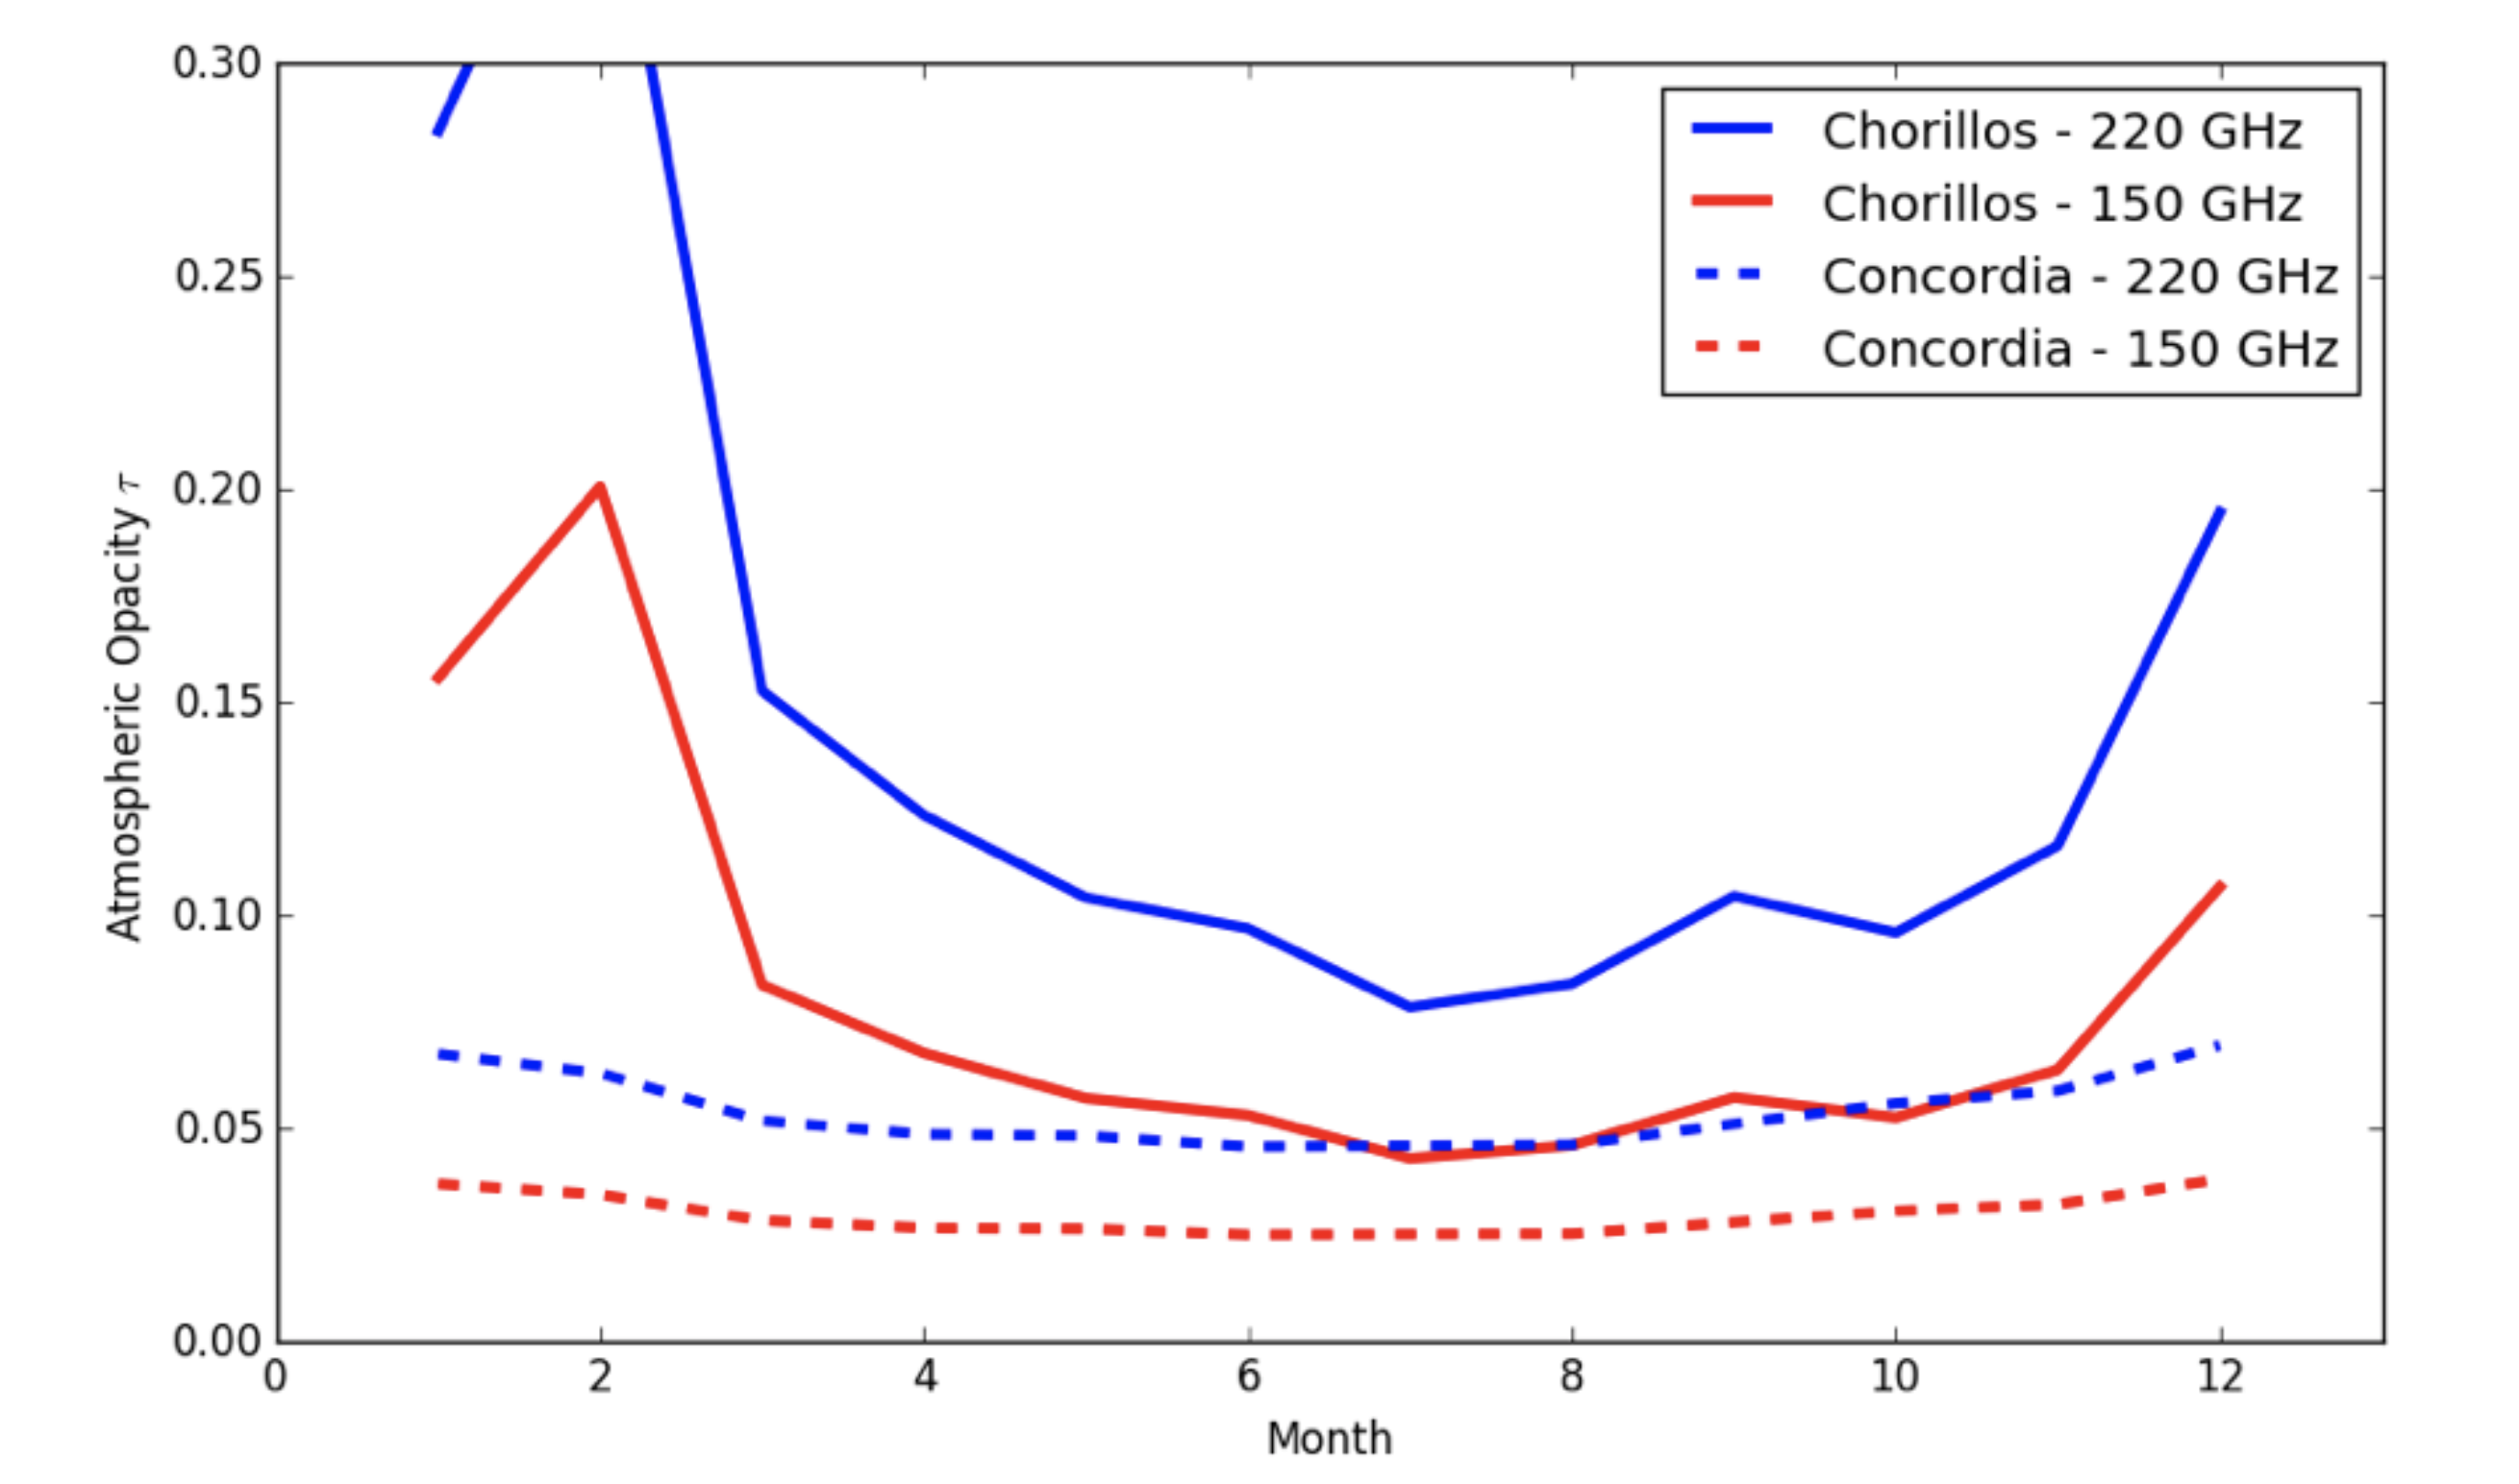 0.30
0.25
0.20
0.15
0.10
0.05
0.00
Atmospheric Opacity τ
Chorillos - 220 GHz
Chorillos - 150 GHz
Concordia - 220 GHz
Concordia - 150 GHz
0 2 4 6 8 10 12
Month